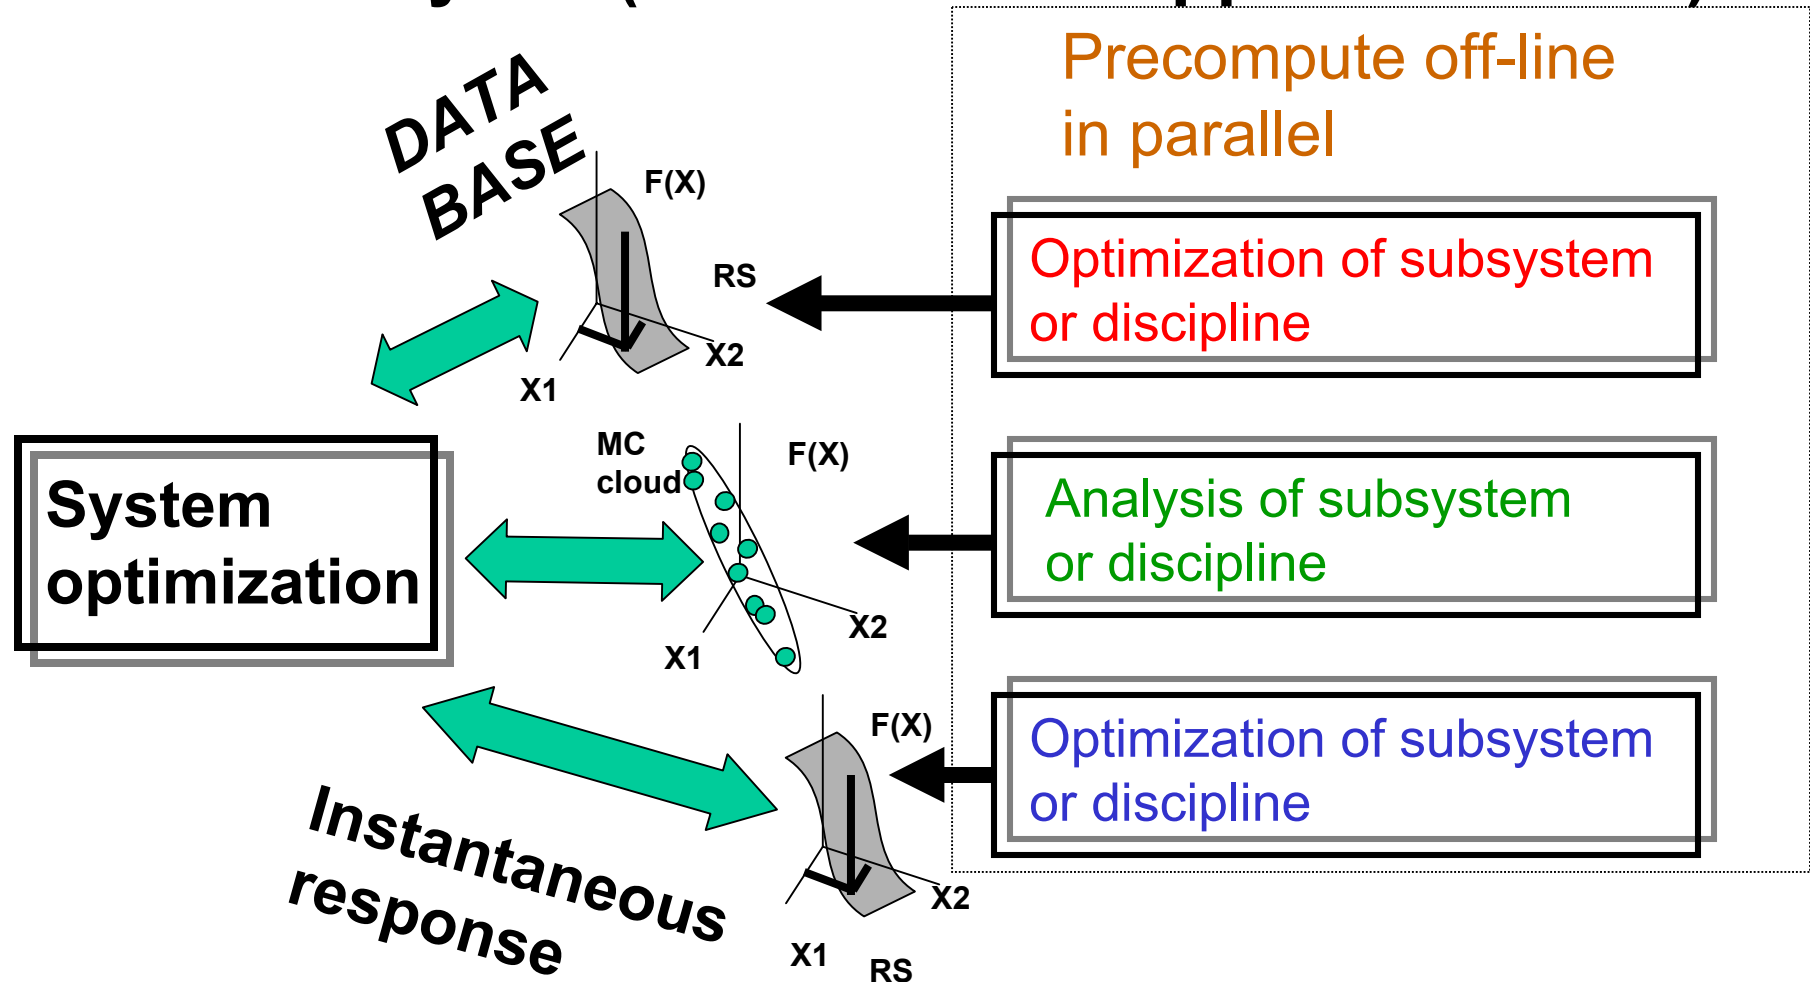 Precompute off-line
in parallel
DATA
BASE
F(X)
RS
X2
X1
Optimization of subsystem
or discipline
MC
cloud
F(X)
X2
X1
Analysis of subsystem
or discipline
System
optimization
F(X)
X2
X1
RS
Optimization of subsystem
or discipline
Instantaneous
response